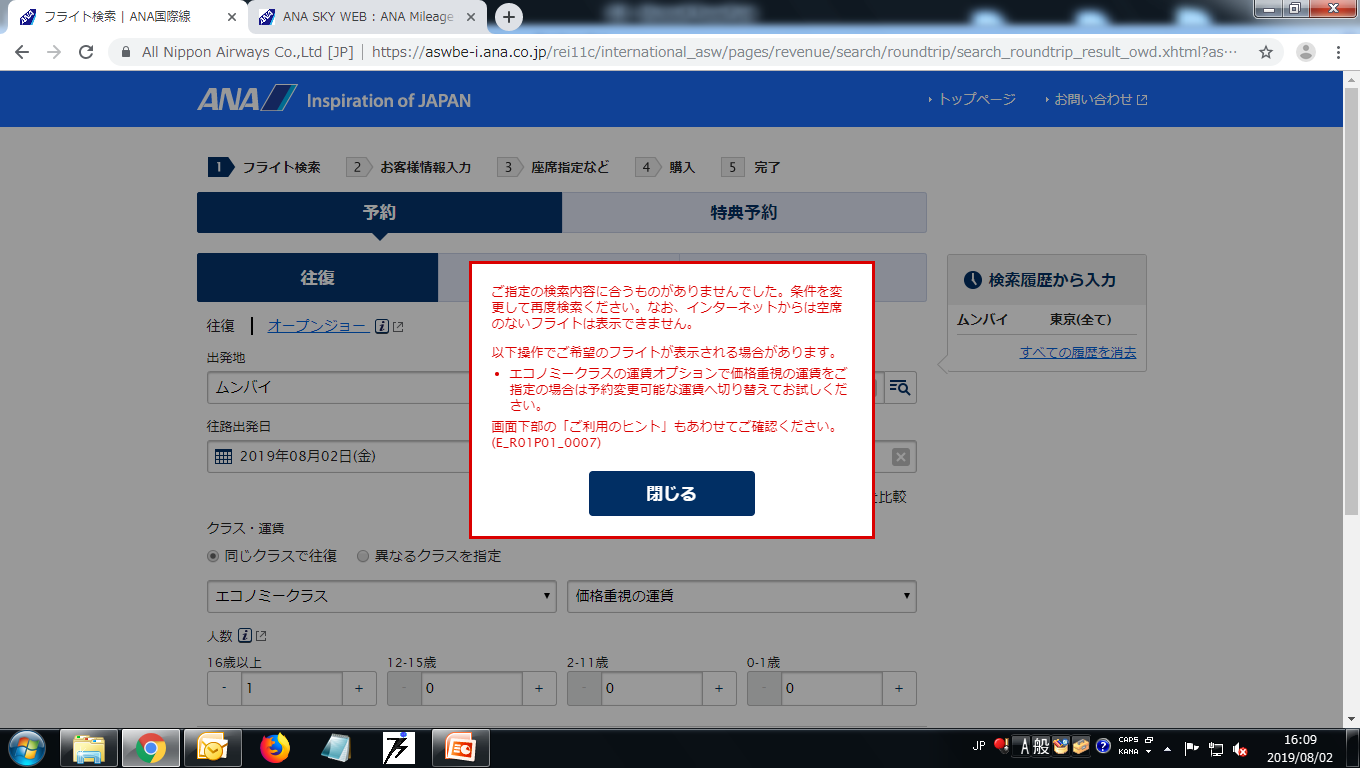 フライト検索 | ANA国際線
ANA SKY WEB : ANA Mileage
All Nippon Airways Co.,Ltd [JP] | https://aswbe-i.ana.co.jp/rei11c/international_asw/pages/revenue/search/roundtrip/search_roundtrip_result_owd.xhtml?as…
ANA Inspiration of JAPAN
トップページ
お問い合わせ
1 フライト検索 2 お客様情報入力 3 座席指定など 4 購入 5 完了
予約
特典予約
往復
往復 | オープンジョー
出発地
ムンバイ
往路出発日
2019年08月02日(金)
比較
ご指定の検索内容に合うものがありませんでした。条件を変
更して再度検索ください。なお、インターネットからは空席
のないフライトは表示できません。
以下操作でご希望のフライトが表示される場合があります。
• エコノミークラスの運賃オプションで価格重視の運賃をご
指定の場合は予約変更可能な運賃へ切り替えてお試しくだ
さい。
画面下部の「ご利用のヒント」もあわせてご確認ください。
(E_R01P01_0007)
閉じる
検索履歴から入力
ムンバイ 東京(全て)
すべての履歴を消去
クラス・運賃
同じクラスで往復 異なるクラスを指定
エコノミークラス
価格重視の運賃
人数
16歳以上 12-15歳 2-11歳 0-1歳
- 1 + - 0 + - 0 + - 0 +
JP
A 般
CAPS
KANA
16:09
2019/08/02